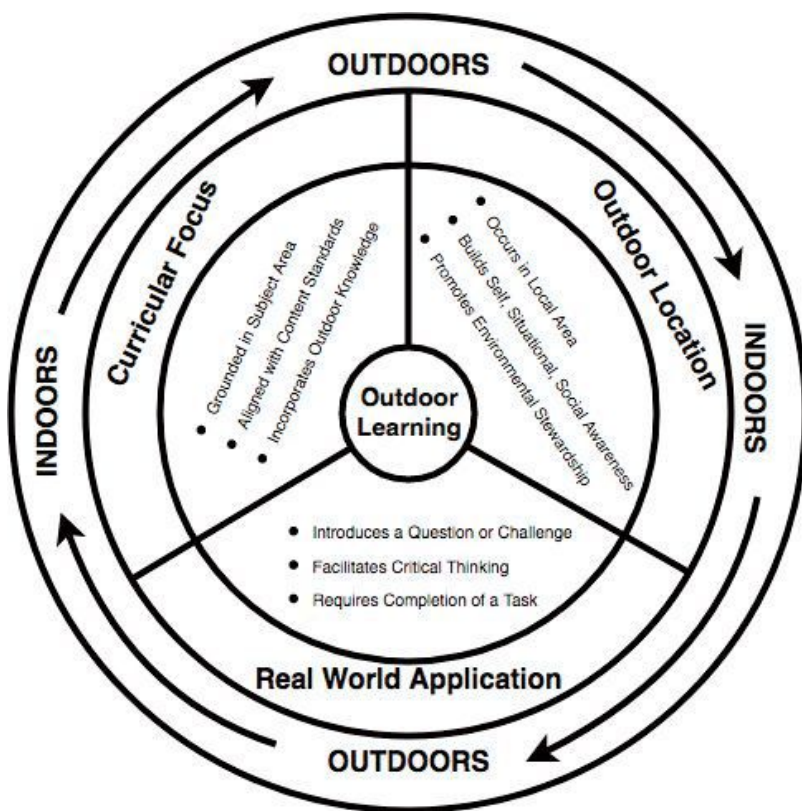 OUTDOORS
Curricular Focus
Grounded in Subject Area
Aligned with Content Standards
Incorporates Outdoor Knowledge
Outdoor Location
Occurs in Local Area
Builds Self, Situational, Social Awareness
Promotes Environmental Stewardship
INDOORS
Outdoor
Learning
INDOORS
Introduces a Question or Challenge
Facilitates Critical Thinking
Requires Completion of a Task
Real World Application
OUTDOORS